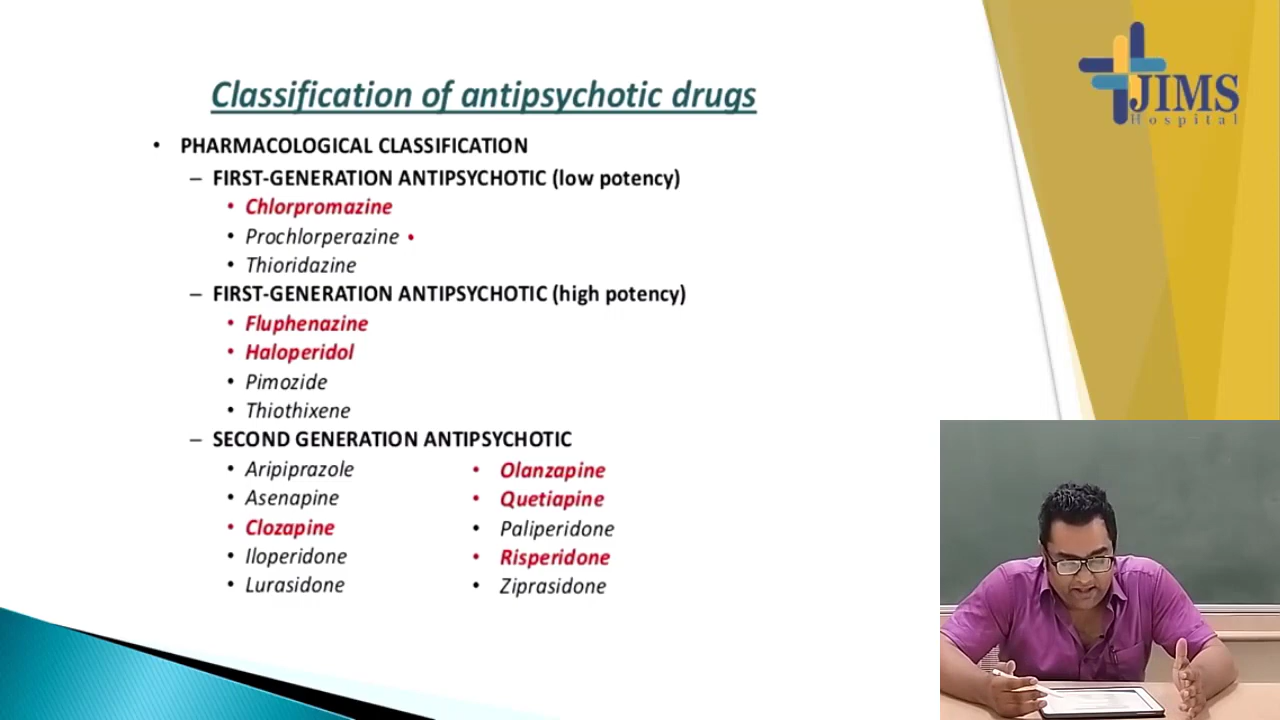 Classification of antipsychotic drugs
• PHARMACOLOGICAL CLASSIFICATION
– FIRST-GENERATION ANTIPSYCHOTIC (low potency)
• Chlorpromazine
• Prochlorperazine
• Thioridazine
– FIRST-GENERATION ANTIPSYCHOTIC (high potency)
• Fluphenazine
• Haloperidol
• Pimozide
• Thiothixene
– SECOND GENERATION ANTIPSYCHOTIC
• Aripiprazole
• Asenapine
• Clozapine
• Iloperidone
• Lurasidone
• Olanzapine
• Quetiapine
• Paliperidone
• Risperidone
• Ziprasidone
JIMS
Hospital